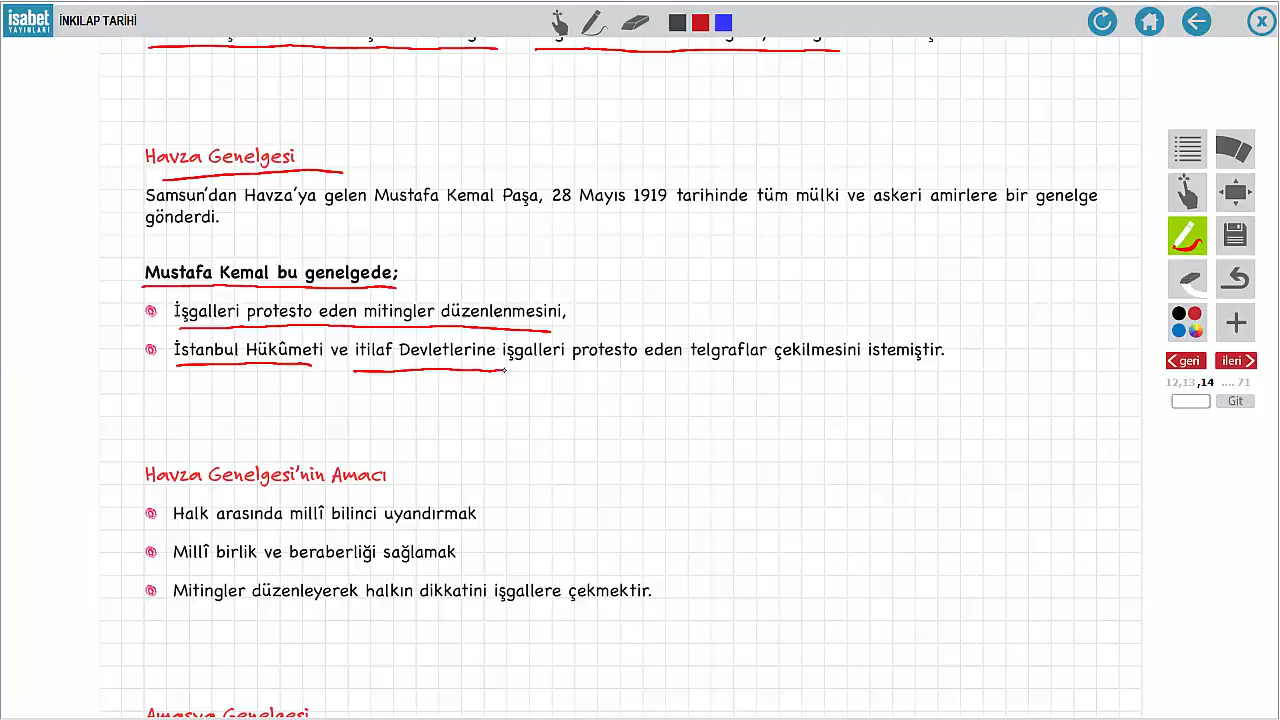 isabet
YAYINLARI
İNKILAP TARİHİ
Havza Genelgesi
Samsun'dan Havza'ya gelen Mustafa Kemal Paşa, 28 Mayıs 1919 tarihinde tüm mülki ve askeri amirlere bir genelge
gönderdi.
Mustafa Kemal bu genelgede;
İşgalleri protesto eden mitingler düzenlenmesini,
İstanbul Hükûmeti ve itilaf Devletlerine işgalleri protesto eden telgraflar çekilmesini istemiştir.
Havza Genelgesi'nin Amacı
Halk arasında millî bilinci uyandırmak
Millî birlik ve beraberliği sağlamak
Mitingler düzenleyerek halkın dikkatini işgallere çekmektir.
Amasya Genelgesi
geri ileri
12,13,14 .... 71
Git